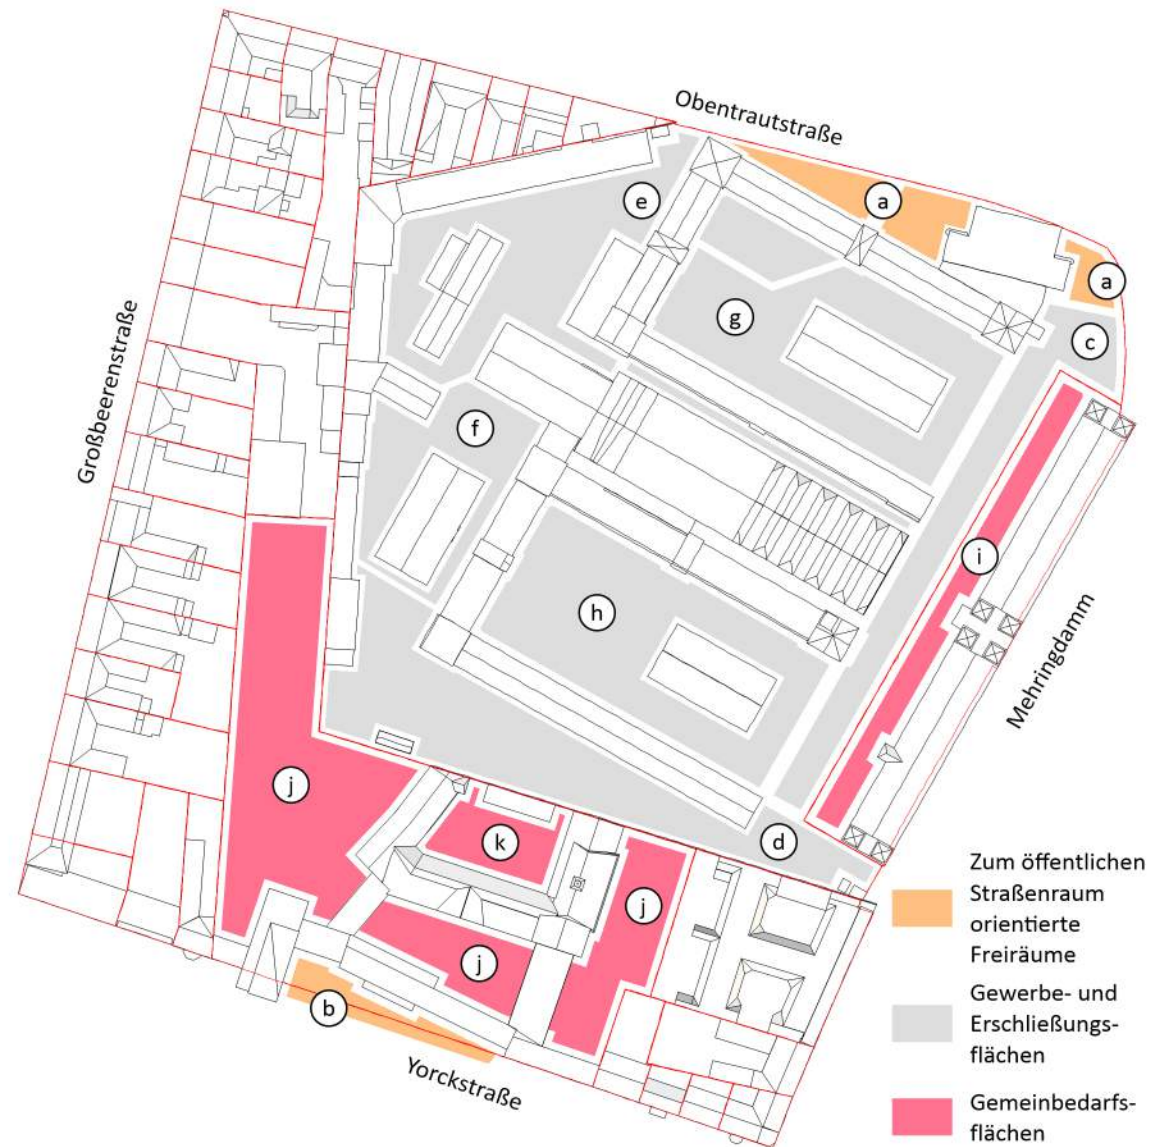 Obentrautstraße
e
a
a
g
c
f
Großbeerenstraße
i
h
Mehringdamm
j
k
d
j
j
b
Yorckstraße
Zum öffentlichen
Straßenraum
orientierte
Freiräume
Gewerbe- und
Erschließungs-
flächen
Gemeinbedarfs-
flächen